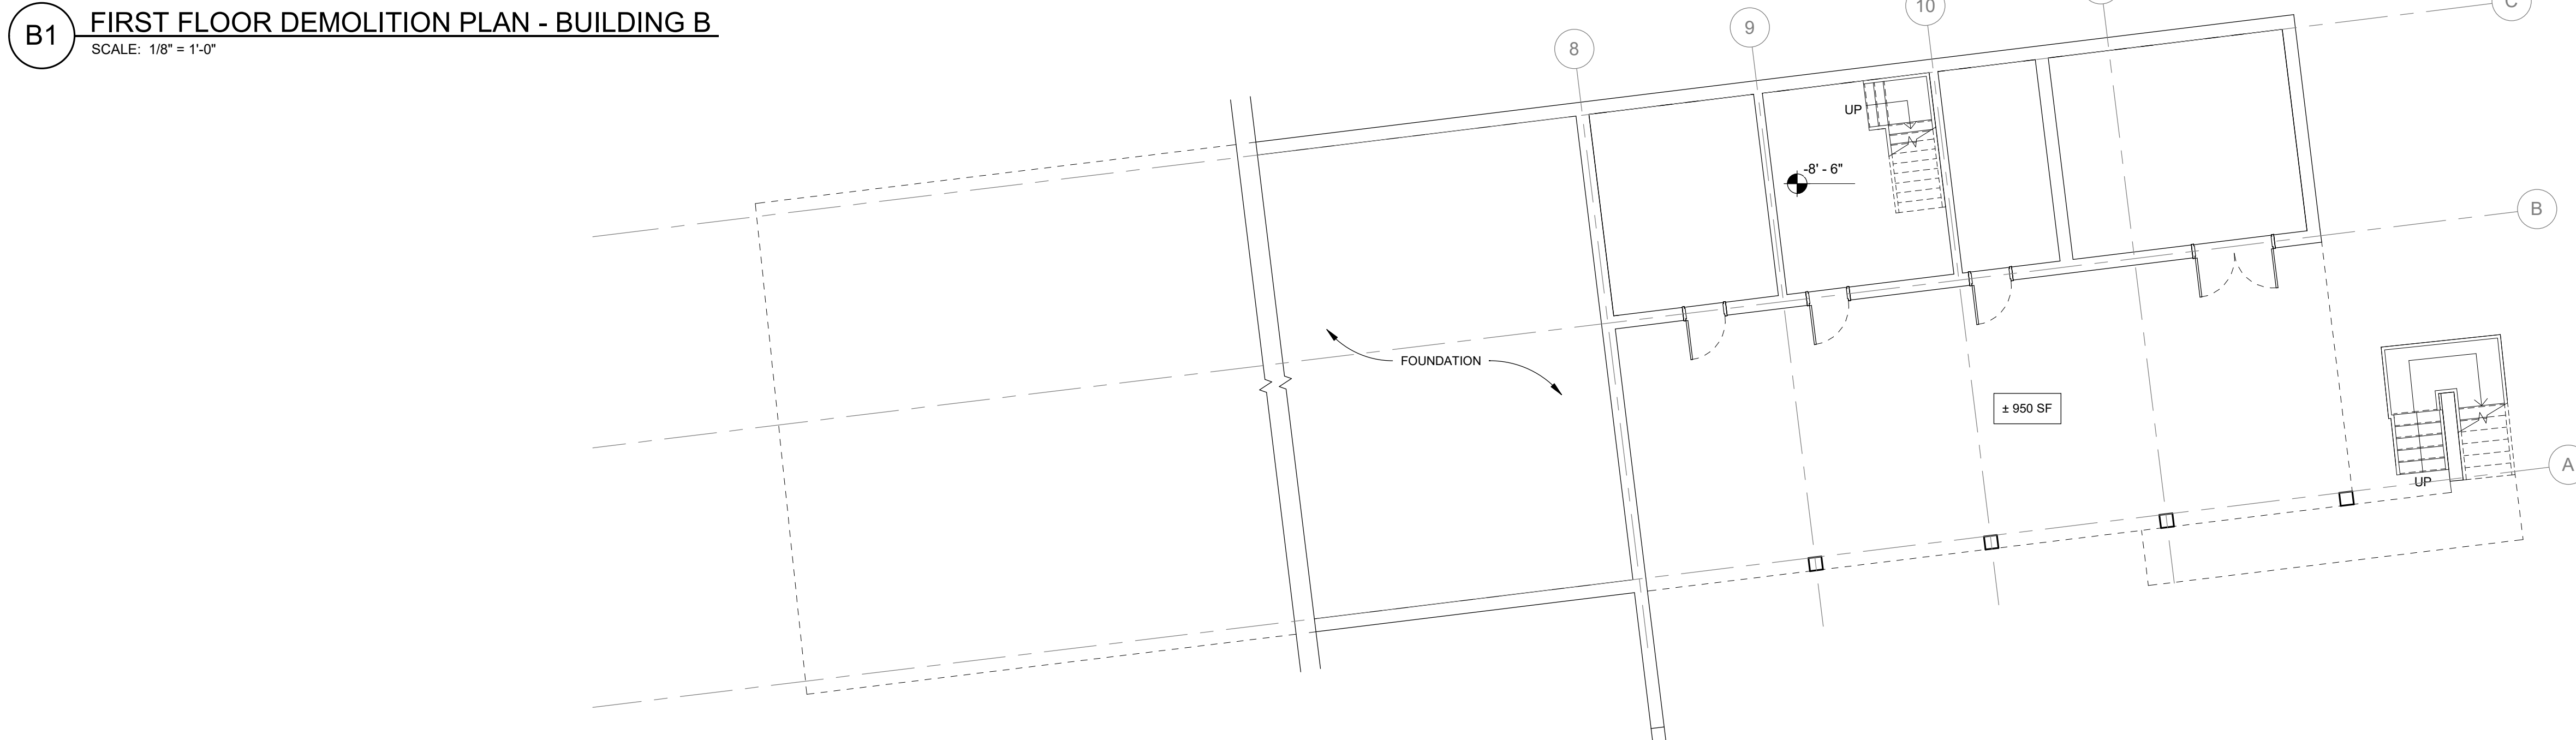 B1
FIRST FLOOR DEMOLITION PLAN - BUILDING B
SCALE: 1/8" = 1'-0"
8
9
10
C
B
A
UP
-8' - 6"
FOUNDATION
± 950 SF
UP